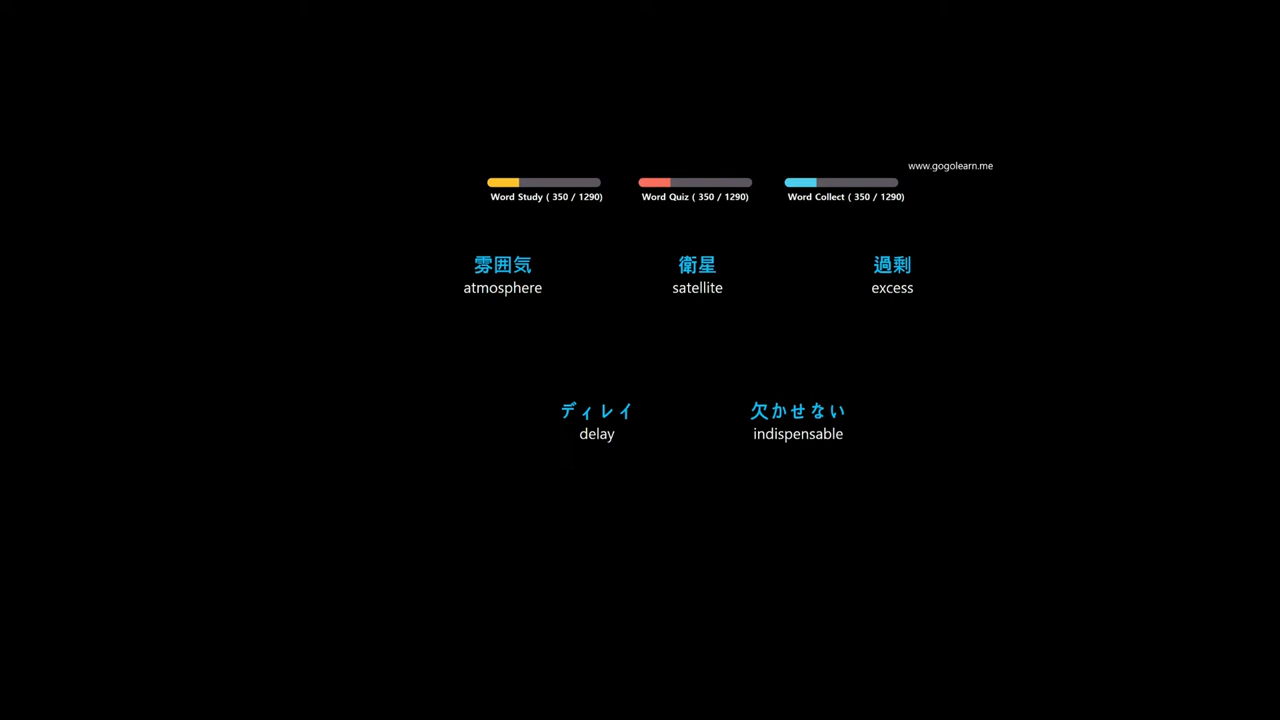 www.gogolearn.me
Word Study ( 350 / 1290)
Word Quiz ( 350 / 1290)
Word Collect ( 350 / 1290)
雰囲気
atmosphere
衛星
satellite
過剰
excess
ディレイ
delay
欠かせない
indispensable